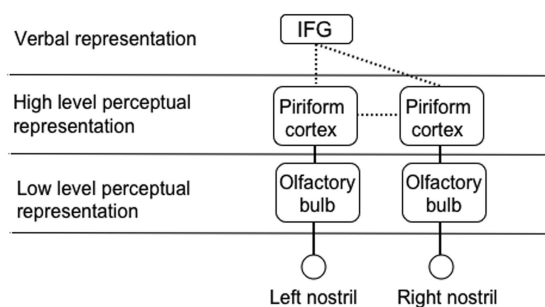 Verbal representation
IFG
High level perceptual
representation
Piriform
cortex
Piriform
cortex
Low level perceptual
representation
Olfactory
bulb
Olfactory
bulb
Left nostril
Right nostril